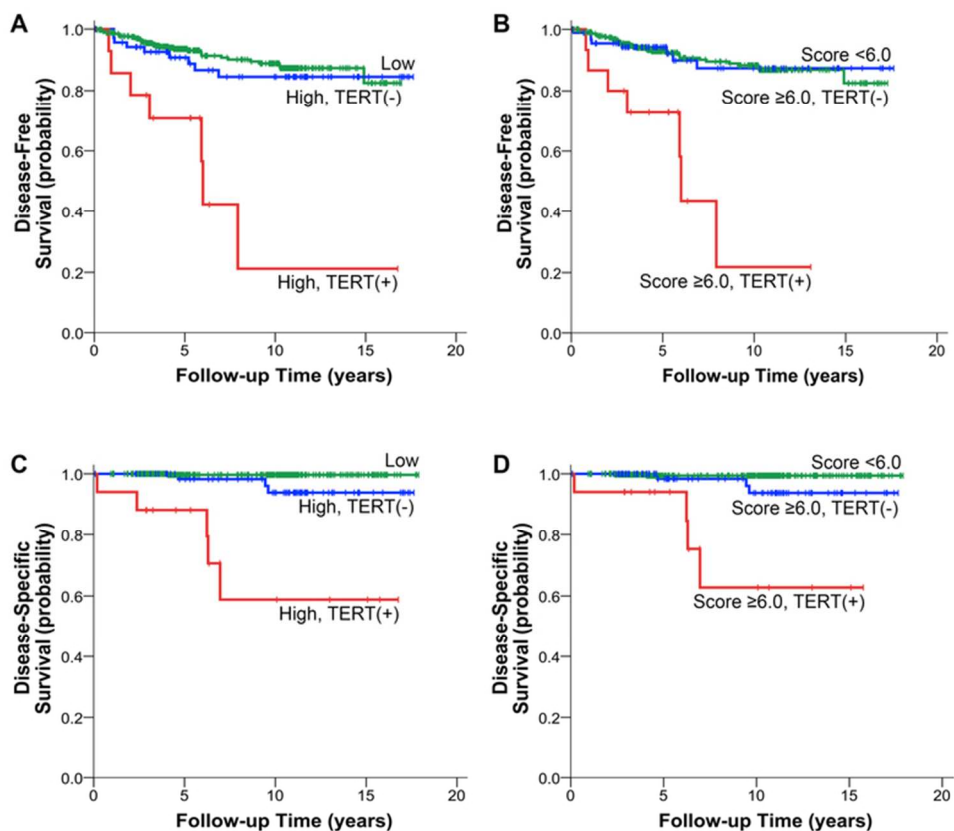 A
1.0
0.8
0.6
0.4
0.2
0.0
0
5
10
15
20
Disease-Free
Survival (probability)
Follow-up Time (years)
Low
High, TERT(-)
High, TERT(+)
B
1.0
0.8
0.6
0.4
0.2
0.0
0
5
10
15
20
Disease-Free
Survival (probability)
Follow-up Time (years)
Score <6.0
Score ≥6.0, TERT(-)
Score ≥6.0, TERT(+)
C
1.0
0.8
0.6
0.4
0.2
0.0
0
5
10
15
20
Disease-Specific
Survival (probability)
Follow-up Time (years)
Low
High, TERT(-)
High, TERT(+)
D
1.0
0.8
0.6
0.4
0.2
0.0
0
5
10
15
20
Disease-Specific
Survival (probability)
Follow-up Time (years)
Score <6.0
Score ≥6.0, TERT(-)
Score ≥6.0, TERT(+)